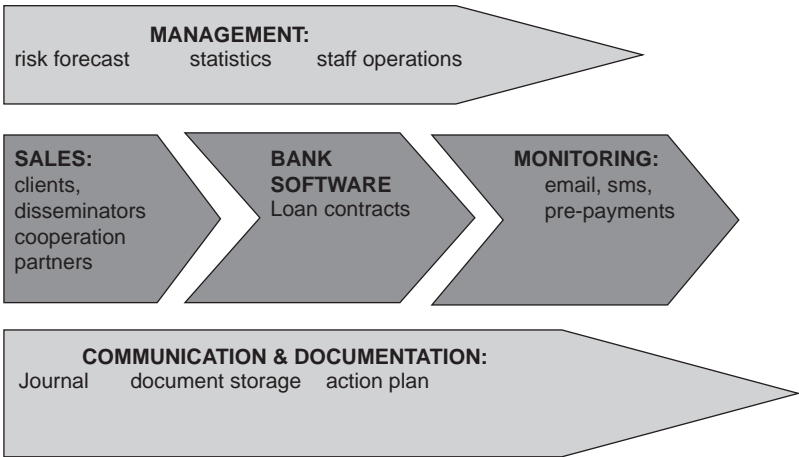 MANAGEMENT:
risk forecast statistics staff operations
SALES:
clients,
disseminators
cooperation
partners
BANK
SOFTWARE
Loan contracts
MONITORING:
email, sms,
pre-payments
COMMUNICATION & DOCUMENTATION:
Journal document storage action plan